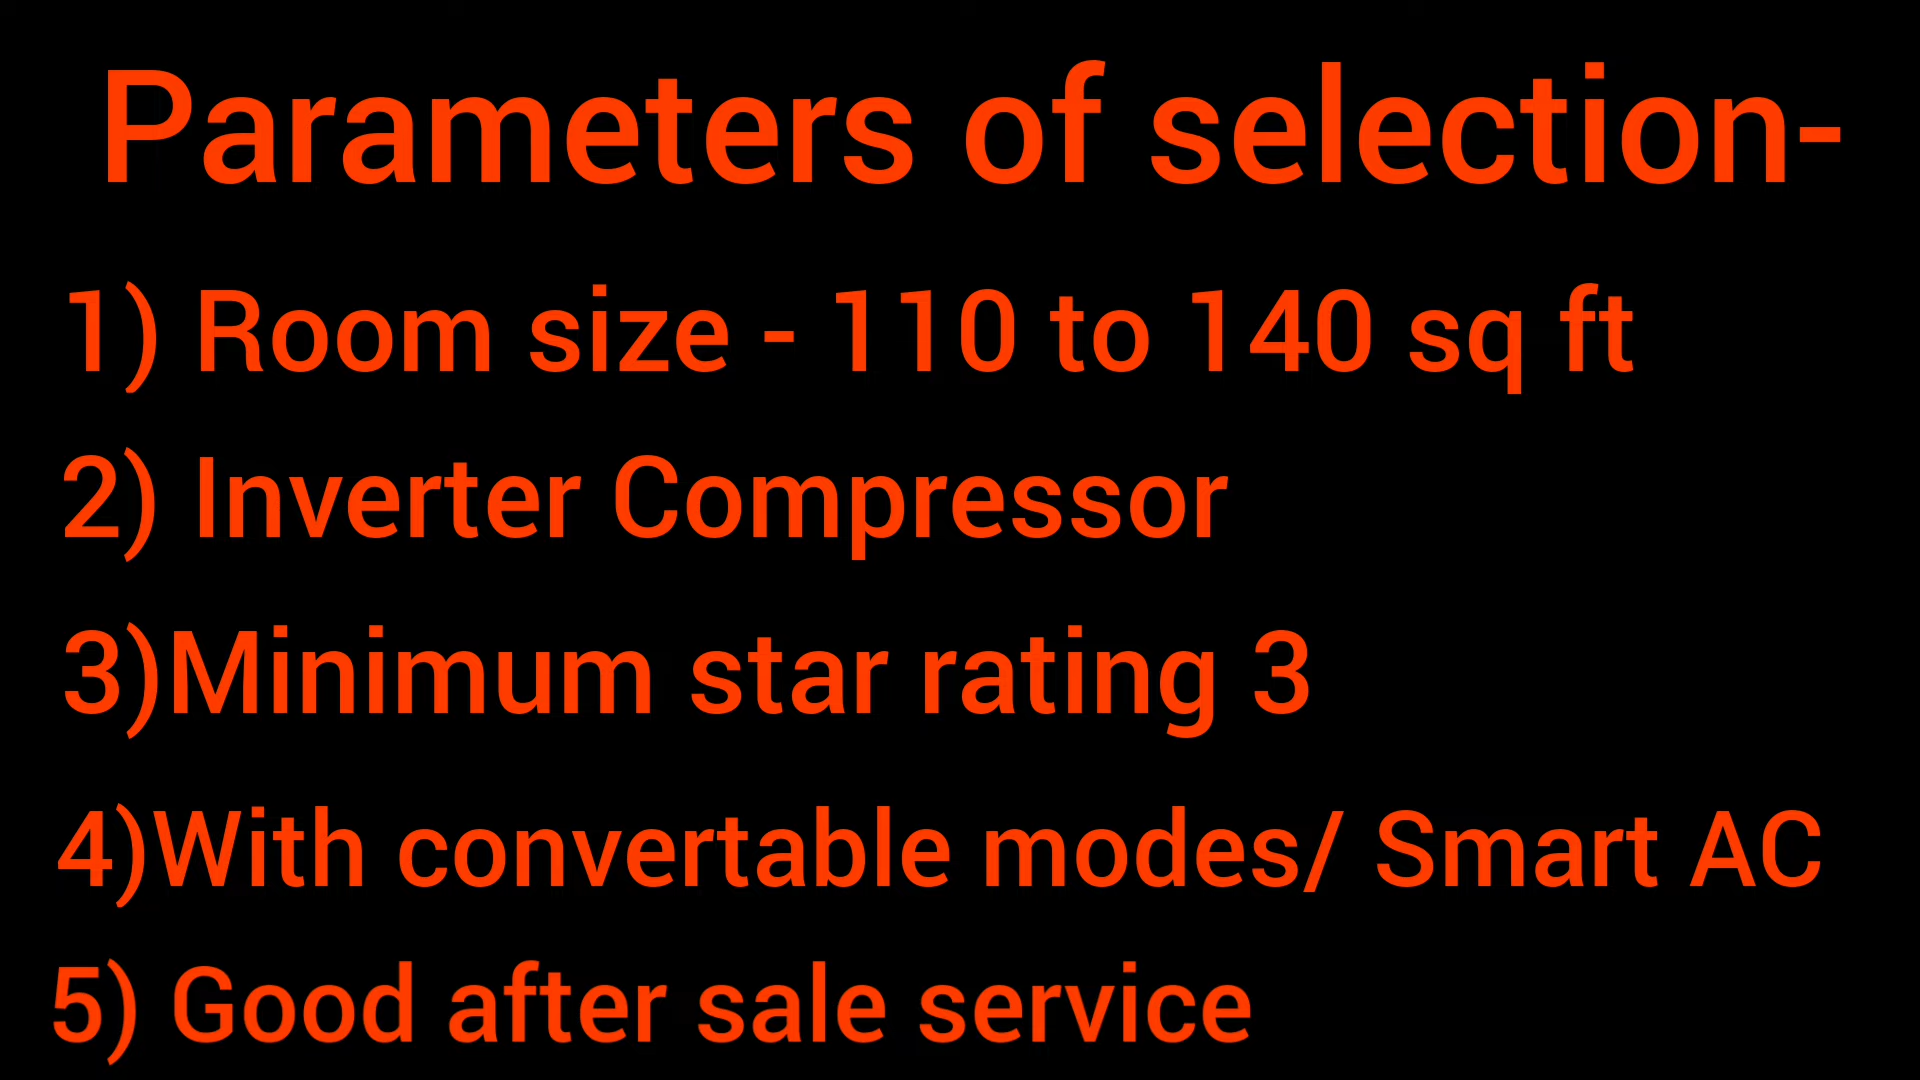 Parameters of selection-
1) Room size - 110 to 140 sq ft
2) Inverter Compressor
3)Minimum star rating 3
4)With convertable modes/ Smart AC
5) Good after sale service